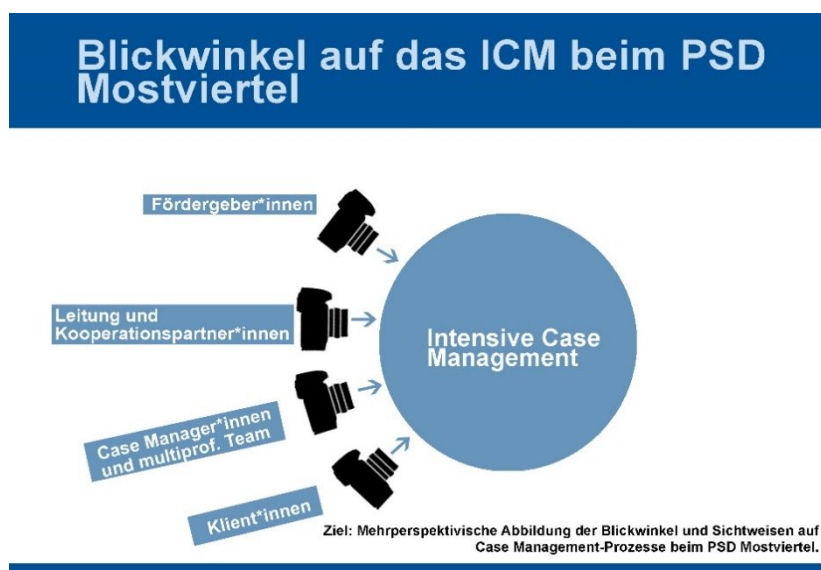 Blickwinkel auf das ICM beim PSD
Mostviertel
Fördergeber*innen
Leitung und
Kooperationspartner*innen
Intensive Case
Management
Case Manager*innen
und multiprof. Team
Klient*innen
Ziel: Mehrperspektivische Abbildung der Blickwinkel und Sichtweisen auf
Case Management-Prozesse beim PSD Mostviertel.